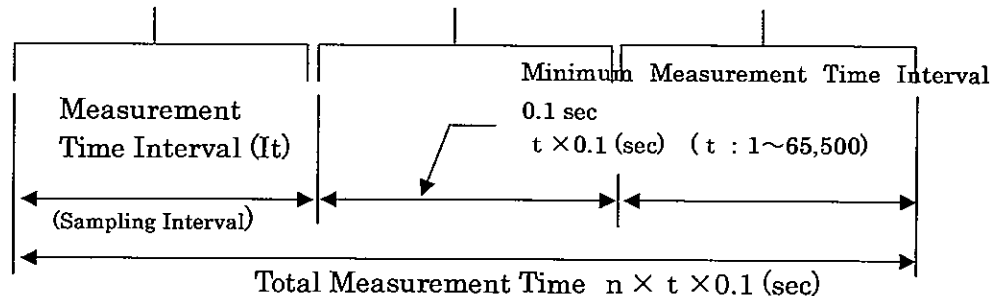 Minimum Measurement Time Interval
0.1 sec
t×0.1 (sec) (t : 1~65,500)
Measurement
Time Interval (It)
(Sampling Interval)
Total Measurement Time n × t ×0.1 (sec)